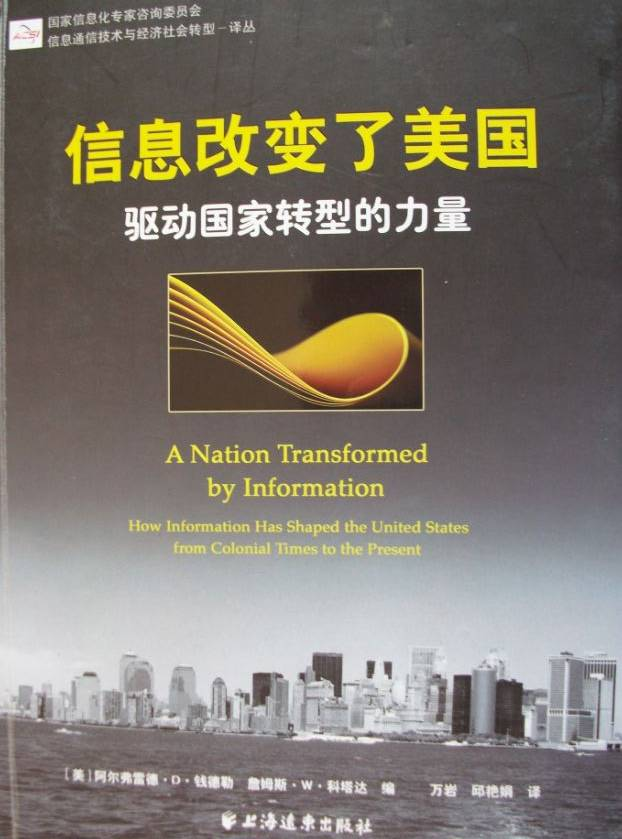 国家信息化专家咨询委员会
信息通信技术与经济社会转型－译丛
信息改变了美国
驱动国家转型的力量
A Nation Transformed
by Information
How Information Has Shaped the United States
from Colonial Times to the Present
[美] 阿尔弗雷德·D·钱德勒 詹姆斯·W·科塔达 编 万岩 邱艳娟 译
上海远东出版社